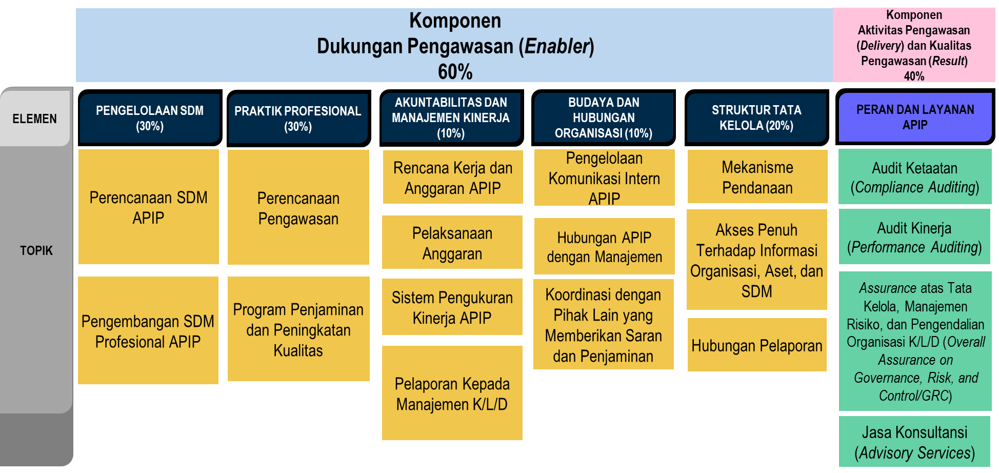 Komponen
Dukungan Pengawasan (Enabler)
60%
Komponen
Aktivitas Pengawasan
(Delivery) dan Kualitas
Pengawasan (Result)
40%
ELEMEN
PENGELOLAAN SDM
(30%)
PRAKTIK PROFESIONAL
(30%)
AKUNTABILITAS DAN
MANAJEMEN KINERJA
(10%)
BUDAYA DAN
HUBUNGAN
ORGANISASI (10%)
STRUKTUR TATA
KELOLA (20%)
PERAN DAN LAYANAN
APIP
TOPIK
Perencanaan SDM
APIP
Pengembangan SDM
Profesional APIP
Perencanaan
Pengawasan
Program Penjaminan
dan Peningkatan
Kualitas
Rencana Kerja dan
Anggaran APIP
Pelaksanaan
Anggaran
Sistem Pengukuran
Kinerja APIP
Pelaporan Kepada
Manajemen K/L/D
Pengelolaan
Komunikasi Intern
APIP
Hubungan APIP
dengan Manajemen
Koordinasi dengan
Pihak Lain yang
Memberikan Saran
dan Penjaminan
Mekanisme
Pendanaan
Akses Penuh
Terhadap Informasi
Organisasi, Aset, dan
SDM
Hubungan Pelaporan
Audit Ketaatan
(Compliance Auditing)
Audit Kinerja
(Performance Auditing)
Assurance atas Tata
Kelola, Manajemen
Risiko, dan Pengendalian
Organisasi K/L/D (Overall
Assurance on
Governance, Risk, and
Control/GRC)
Jasa Konsultansi
(Advisory Services)